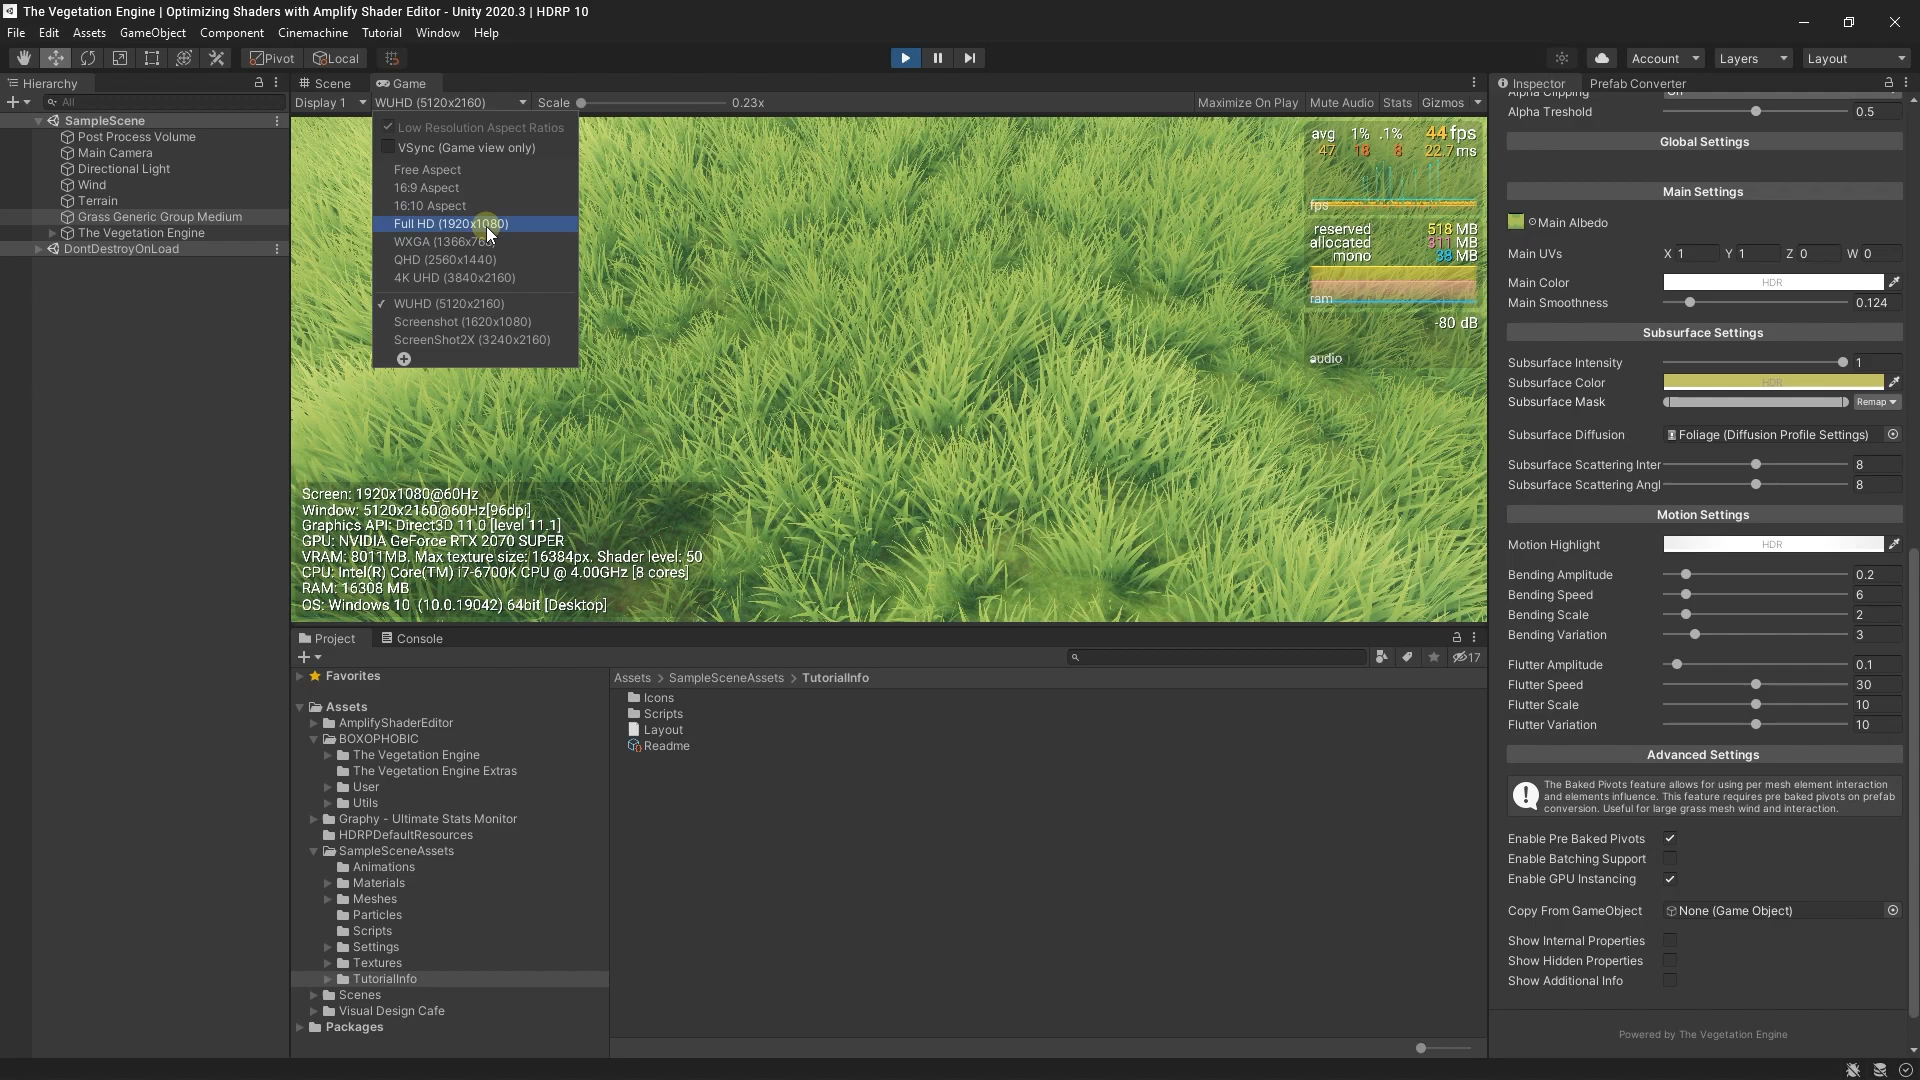 The Vegetation Engine | Optimizing Shaders with Amplify Shader Editor - Unity 2020.3 | HDRP 10
File Edit Assets GameObject Component Cinemachine Tutorial Window Help
Pivot Local
Account Layers Layout
Hierarchy
All
SampleScene
Post Process Volume
Main Camera
Directional Light
Wind
Terrain
Grass Generic Group Medium
The Vegetation Engine
DontDestroyOnLoad
Scene Game
Display 1 WUHD (5120x2160) Scale 0.23x Maximize On Play Mute Audio Stats Gizmos
Low Resolution Aspect Ratios
VSync (Game view only)
Free Aspect
16:9 Aspect
16:10 Aspect
Full HD (1920x1080)
WXGA (1366x76
QHD (2560x1440)
4K UHD (3840x2160)
WUHD (5120x2160)
Screenshot (1620x1080)
ScreenShot2X (3240x2160)
avg 1% .1% 44 fps
47 18 8 22.7 ms
fps
reserved 518 MB
allocated 311 MB
mono 38 MB
ram
-80 dB
audio
Screen: 1920x1080@60Hz
Window: 5120x2160@60Hz[96dpi]
Graphics API: Direct3D 11.0 [level 11.1]
GPU: NVIDIA GeForce RTX 2070 SUPER
VRAM: 8011MB. Max texture size: 16384px. Shader level: 50
CPU: Intel(R) Core(TM) i7-6700K CPU @ 4.00GHz [8 cores]
RAM: 16308 MB
OS: Windows 10 (10.0.19042) 64bit [Desktop]
Project Console
17
Favorites
Assets
AmplifyShaderEditor
BOXOPHOBIC
The Vegetation Engine
The Vegetation Engine Extras
User
Utils
Graphy - Ultimate Stats Monitor
HDRPDefaultResources
SampleSceneAssets
Animations
Materials
Meshes
Particles
Scripts
Settings
Textures
TutorialInfo
Scenes
Visual Design Cafe
Packages
Assets > SampleSceneAssets > TutorialInfo
Icons
Scripts
Layout
Readme
Inspector Prefab Converter
Alpha Clipping On
Alpha Treshold 0.5
Global Settings
Main Settings
Main Albedo
Main UVs X 1 Y 1 Z 0 W 0
Main Color HDR
Main Smoothness 0.124
Subsurface Settings
Subsurface Intensity 1
Subsurface Color HDR
Subsurface Mask Remap
Subsurface Diffusion Foliage (Diffusion Profile Settings)
Subsurface Scattering Inter 8
Subsurface Scattering Angl 8
Motion Settings
Motion Highlight HDR
Bending Amplitude 0.2
Bending Speed 6
Bending Scale 2
Bending Variation 3
Flutter Amplitude 0.1
Flutter Speed 30
Flutter Scale 10
Flutter Variation 10
Advanced Settings
The Baked Pivots feature allows for using per mesh element interaction
and elements influence. This feature requires pre baked pivots on prefab
conversion. Useful for large grass mesh wind and interaction.
Enable Pre Baked Pivots
Enable Batching Support
Enable GPU Instancing
Copy From GameObject None (Game Object)
Show Internal Properties
Show Hidden Properties
Show Additional Info
Powered by The Vegetation Engine